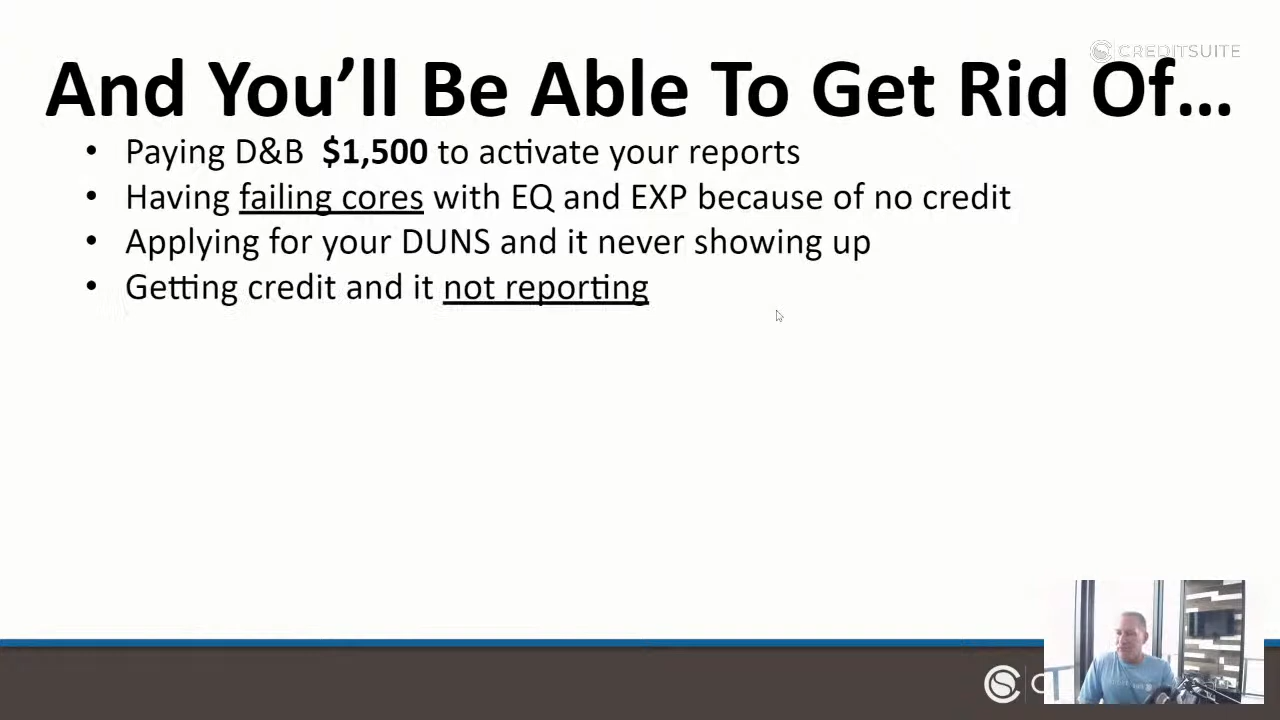 CREDITSUITE
And You'll Be Able To Get Rid Of...
• Paying D&B $1,500 to activate your reports
• Having failing cores with EQ and EXP because of no credit
• Applying for your DUNS and it never showing up
• Getting credit and it not reporting